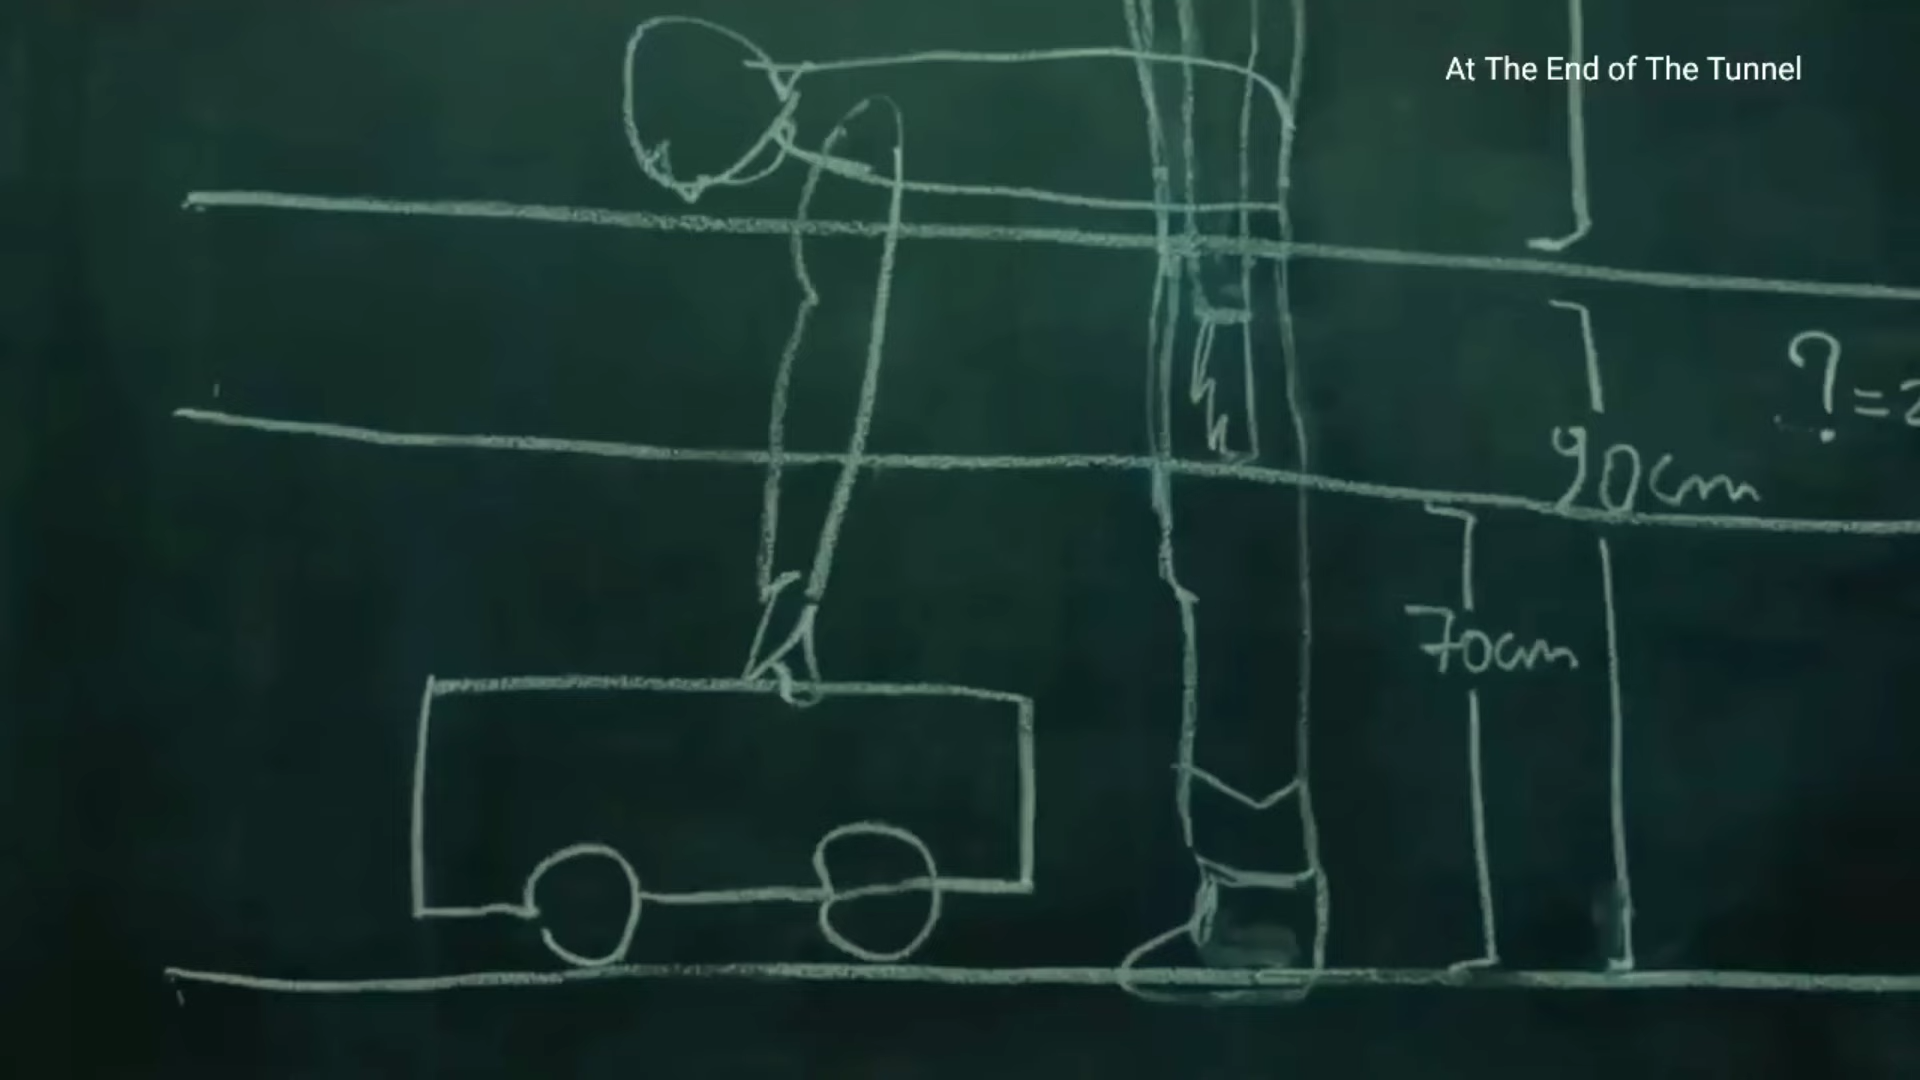 At The End of The Tunnel
? =
90cm
70cm